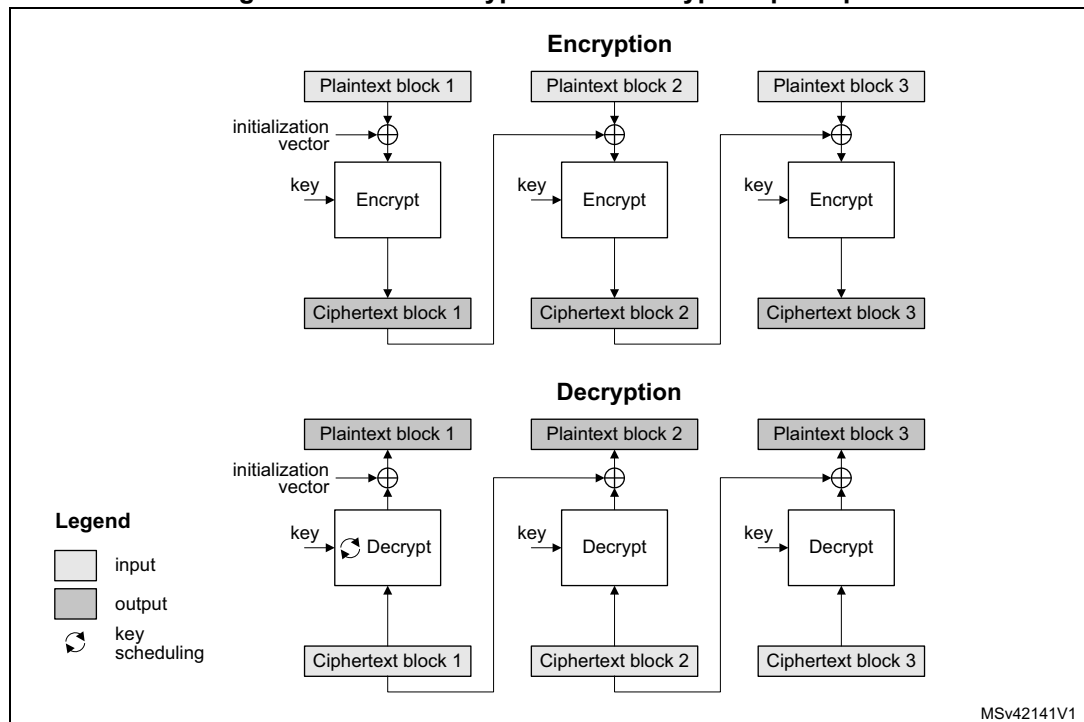 Encryption
Plaintext block 1
Plaintext block 2
Plaintext block 3
initialization
vector
key
Encrypt
key
Encrypt
key
Encrypt
Ciphertext block 1
Ciphertext block 2
Ciphertext block 3
Decryption
Plaintext block 1
Plaintext block 2
Plaintext block 3
initialization
vector
key
Decrypt
key
Decrypt
key
Decrypt
Legend
input
output
key
scheduling
Ciphertext block 1
Ciphertext block 2
Ciphertext block 3
MSv42141V1